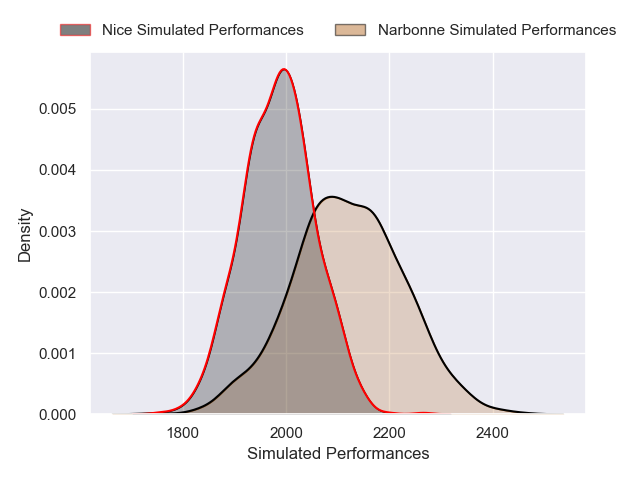 Nice Simulated Performances
Narbonne Simulated Performances
Density
0.005
0.004
0.003
0.002
0.001
0.000
1800
2000
2200
2400
Simulated Performances